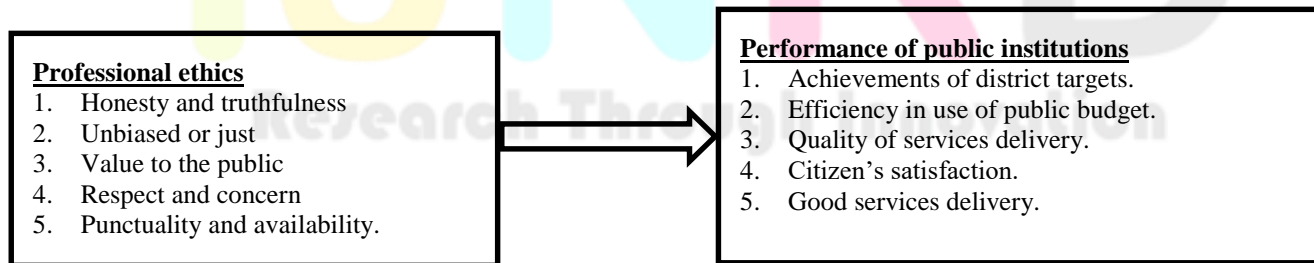 Professional ethics
1. Honesty and truthfulness
2. Unbiased or just
3. Value to the public
4. Respect and concern
5. Punctuality and availability.
Performance of public institutions
1. Achievements of district targets.
2. Efficiency in use of public budget.
3. Quality of services delivery.
4. Citizen’s satisfaction.
5. Good services delivery.
Research Through Innovation